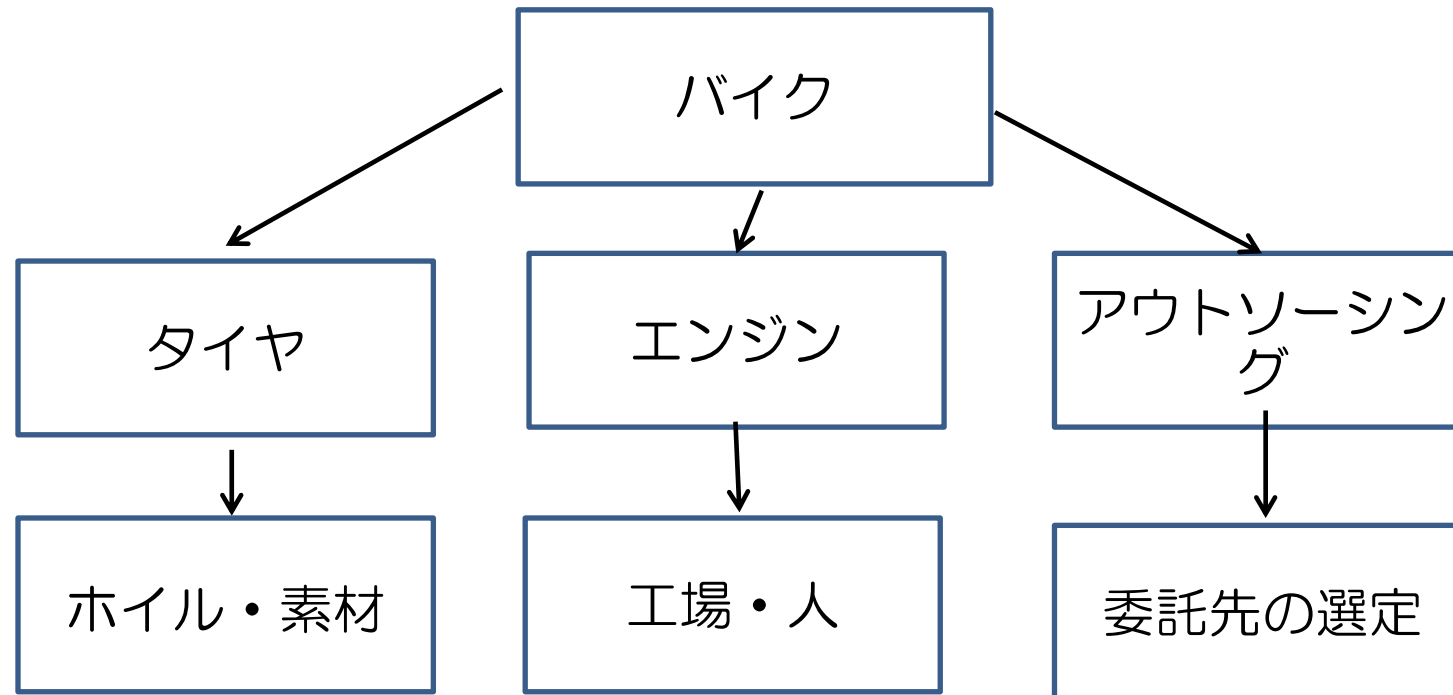 バイク
タイヤ
エンジン
アウトソーシン
グ
ホイル・素材
工場・人
委託先の選定